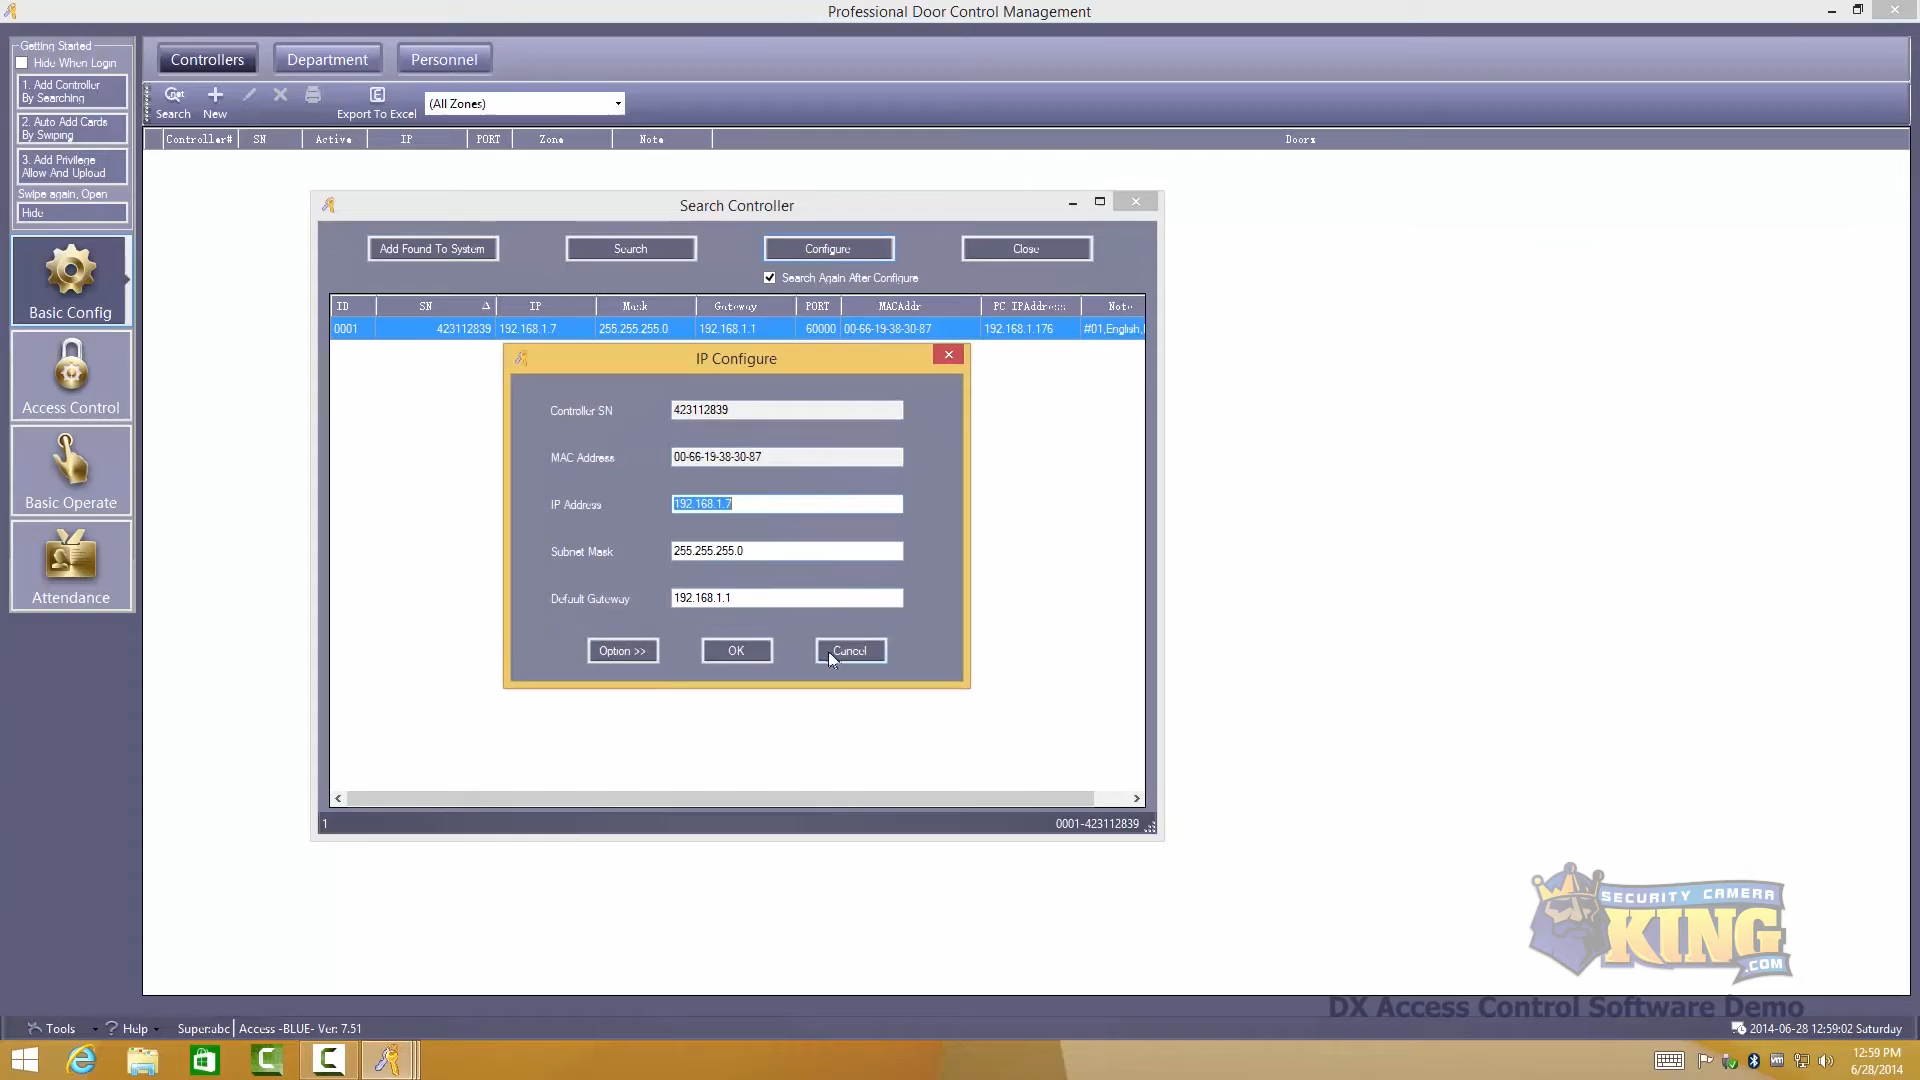 Professional Door Control Management
Getting Started
Hide When Login
1. Add Controller
By Searching
2. Auto Add Cards
By Swiping
3. Add Privilege
Allow And Upload
Swipe again, Open
Hide
Basic Config
Access Control
Basic Operate
Attendance
Controllers Department Personnel
Search New Export To Excel (All Zones)
Controller# SN Active IP PORT Zone Note Doors
Search Controller
Add Found To System Search Configure Close
Search Again After Configure
ID SN IP Mask Gateway PORT MACAddr PC IPAddress Note
0001 423112839 192.168.1.7 255.255.255.0 192.168.1.1 60000 00-66-19-38-30-87 192.168.1.176 #01,English,
IP Configure
Controller SN 423112839
MAC Address 00-66-19-38-30-87
IP Address 192.168.1.7
Subnet Mask 255.255.255.0
Default Gateway 192.168.1.1
Option >> OK Cancel
1 0001-423112839
SECURITY CAMERA
KING
.COM
DX Access Control Software Demo
Tools Help Super:abc Access -BLUE- Ver: 7.51 2014-06-28 12:59:02 Saturday
12:59 PM
6/28/2014